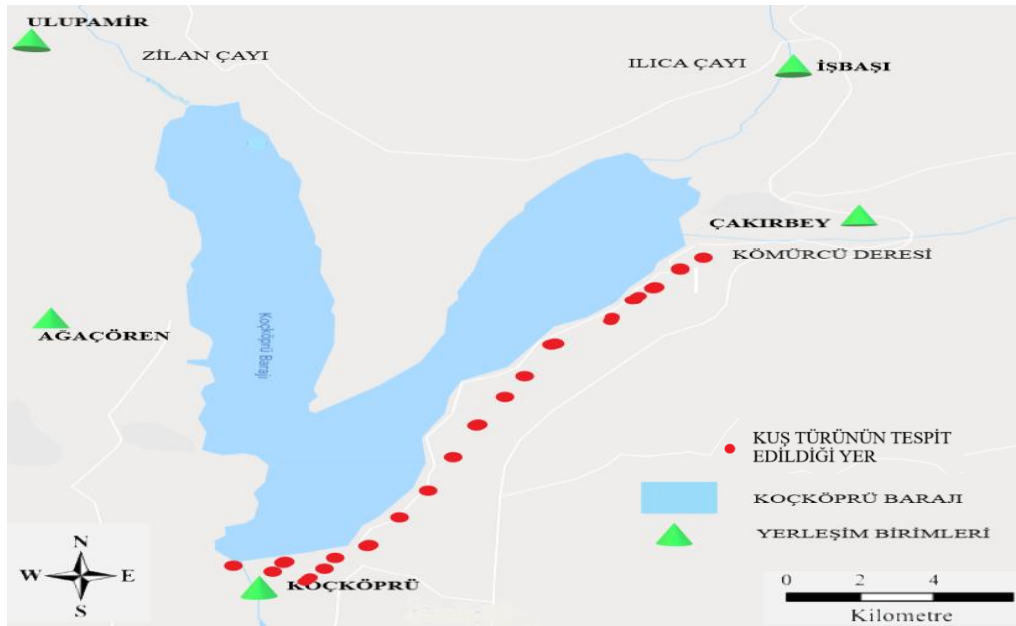 ULUPAMİR
ZİLAN ÇAYI
ILICA ÇAYI
İŞBAŞI
ÇAKIRBEY
KÖMÜRCÜ DERESİ
AĞAÇÖREN
Koçköprü Barajı
KUŞ TÜRÜNÜN TESPİT
EDİLDİĞİ YER
KOÇKÖPRÜ BARAJI
YERLEŞİM BİRİMLERİ
N
W E
S
KOÇKÖPRÜ
0 2 4
Kilometre